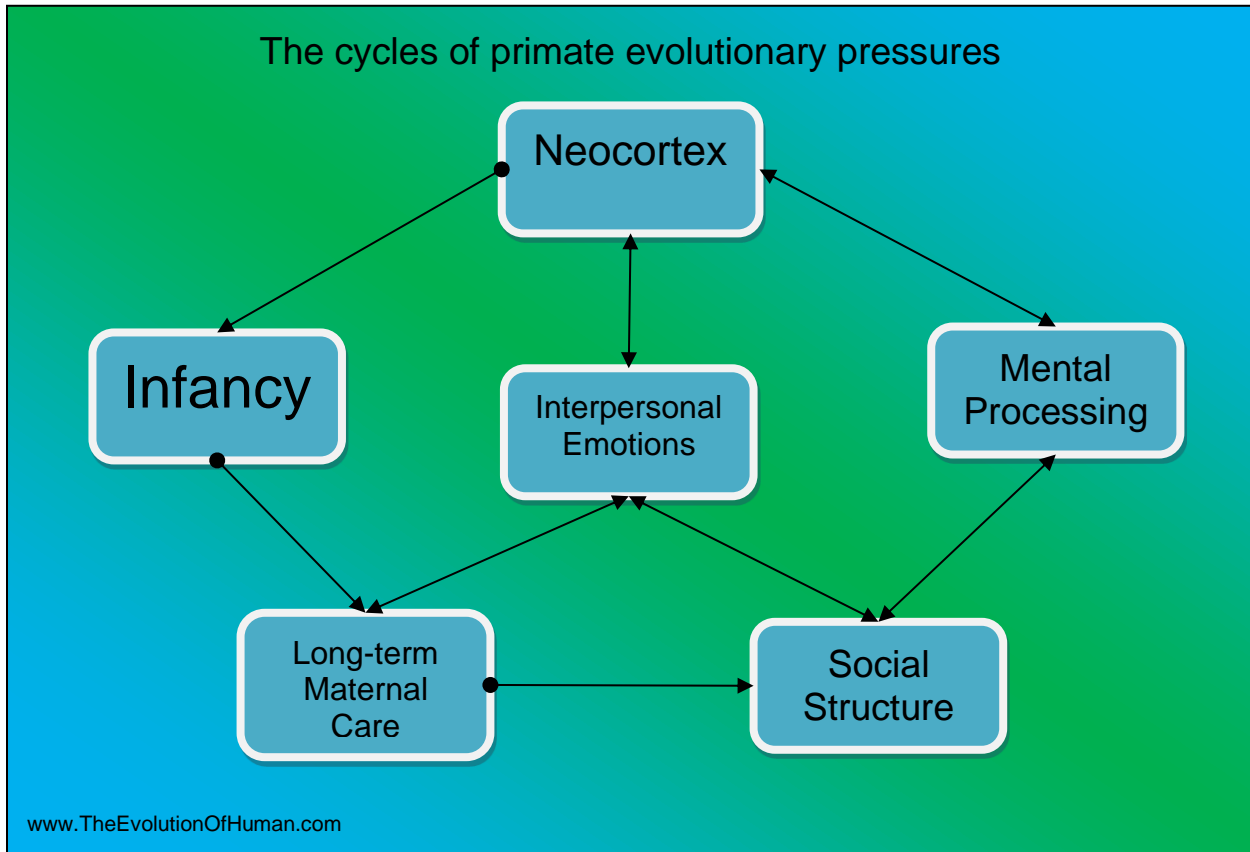 The cycles of primate evolutionary pressures
Neocortex
Infancy
Interpersonal
Emotions
Mental
Processing
Long-term
Maternal
Care
Social
Structure
www.TheEvolutionOfHuman.com